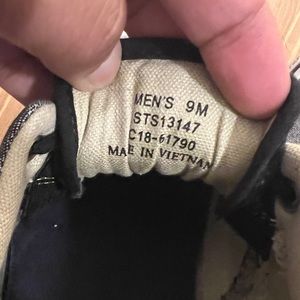 MEN'S 9M
STS13147
C18-61790
MADE IN VIETNAM